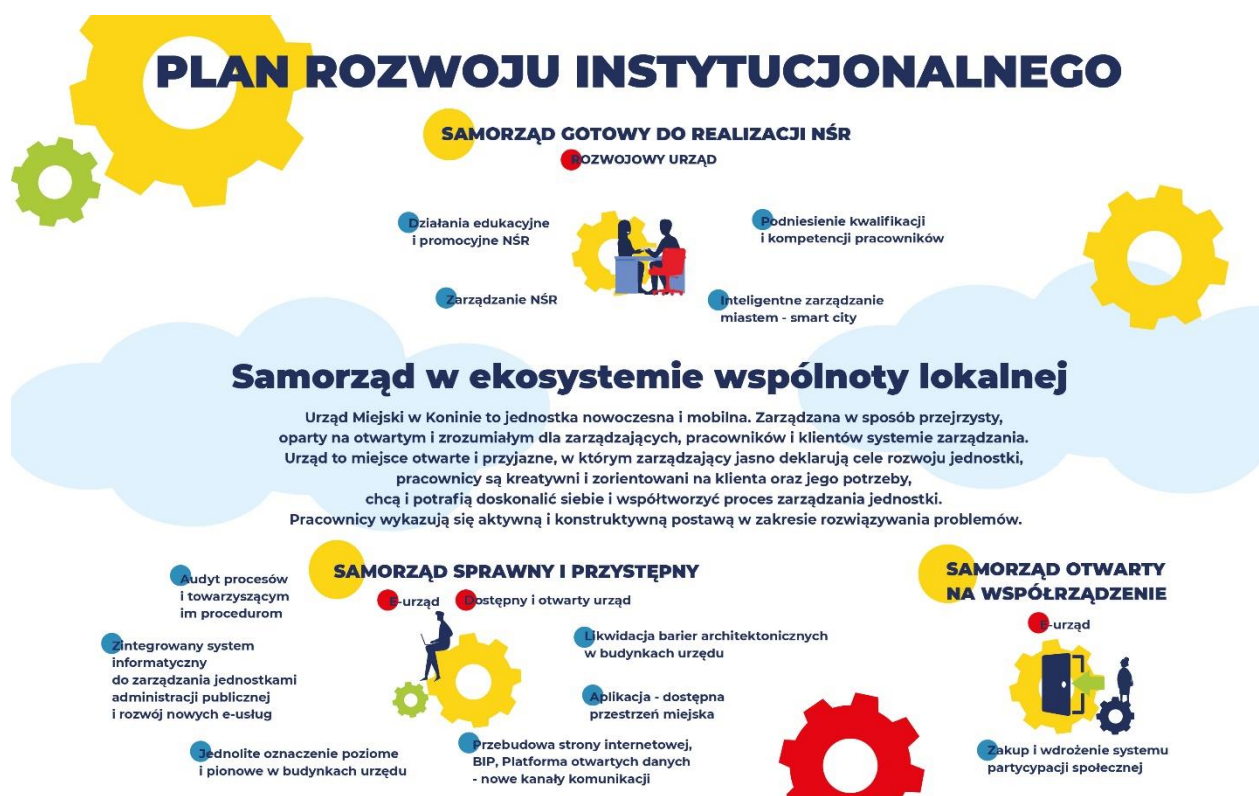 PLAN ROZWOJU INSTYTUCJONALNEGO
SAMORZĄD GOTOWY DO REALIZACJI NŚR
ROZWOJOWY URZĄD
Działania edukacyjne
i promocyjne NŚR
Podniesienie kwalifikacji
i kompetencji pracowników
Zarządzanie NŚR
Inteligentne zarządzanie
miastem - smart city
Samorząd w ekosystemie wspólnoty lokalnej
Urząd Miejski w Koninie to jednostka nowoczesna i mobilna. Zarządzana w sposób przejrzysty,
oparty na otwartym i zrozumiałym dla zarządzających, pracowników i klientów systemie zarządzania.
Urząd to miejsce otwarte i przyjazne, w którym zarządzający jasno deklarują cele rozwoju jednostki,
pracownicy są kreatywni i zorientowani na klienta oraz jego potrzeby,
chcą i potrafią doskonalić siebie i współtworzyć proces zarządzania jednostki.
Pracownicy wykazują się aktywną i konstruktywną postawą w zakresie rozwiązywania problemów.
SAMORZĄD SPRAWNY I PRZYSTĘPNY
E-urząd
Dostępny i otwarty urząd
Audyt procesów
i towarzyszącym
im procedurom
Zintegrowany system
informatyczny
do zarządzania jednostkami
administracji publicznej
i rozwój nowych e-usług
Jednolite oznaczenie poziome
i pionowe w budynkach urzędu
Likwidacja barier architektonicznych
w budynkach urzędu
Aplikacja - dostępna
przestrzeń miejska
Przebudowa strony internetowej,
BIP, Platforma otwartych danych
- nowe kanały komunikacji
SAMORZĄD OTWARTY
NA WSPÓŁRZĄDZENIE
E-urząd
Zakup i wdrożenie systemu
partycypacji społecznej